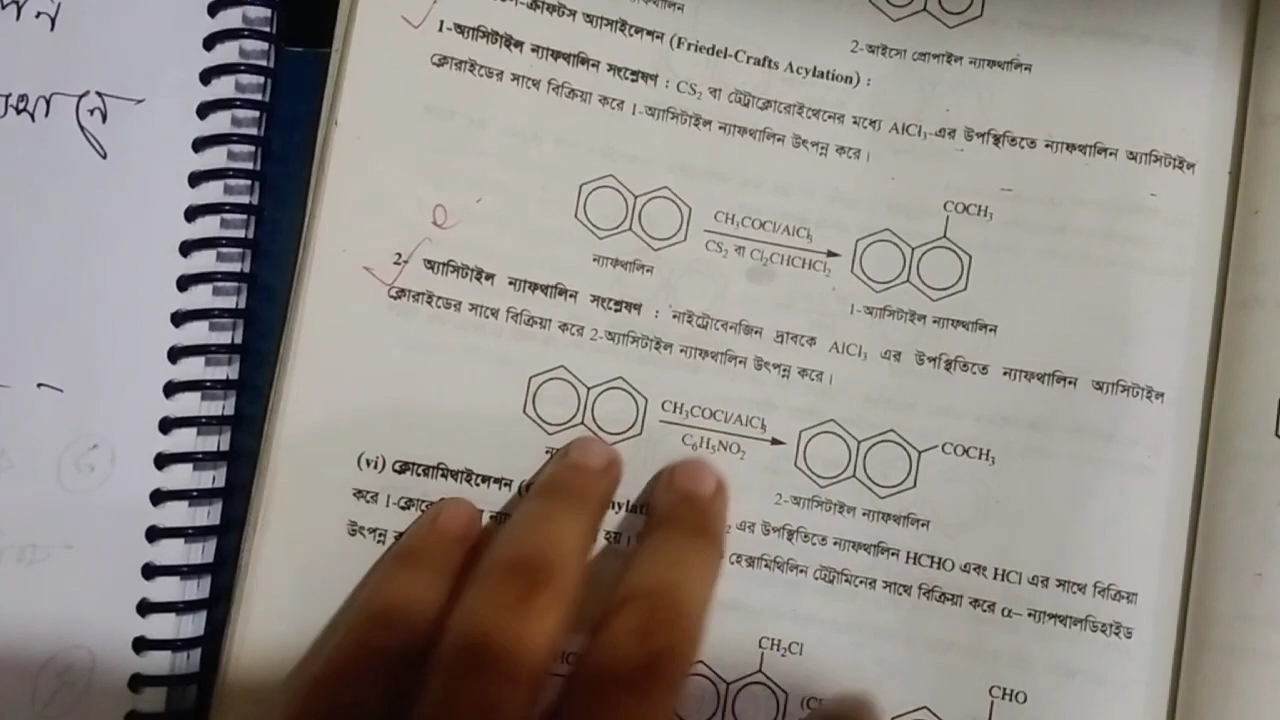 2-আইসো প্রোপাইল ন্যাফথালিন
অ্যাসাইলেশন (Friedel-Crafts Acylation) :
1-অ্যাসিটাইল ন্যাফথালিন সংশ্লেষণ : CS₂ বা টেট্রাক্লোরোইথেনের মধ্যে AlCl₃-এর উপস্থিতিতে ন্যাফথালিন অ্যাসিটাইল
ক্লোরাইডের সাথে বিক্রিয়া করে 1-অ্যাসিটাইল ন্যাফথালিন উৎপন্ন করে।
COCH₃
CH₃COCl/AlCl₃
CS₂ বা Cl₂CHCHCl₂
ন্যাফথালিন
1-অ্যাসিটাইল ন্যাফথালিন
2- অ্যাসিটাইল ন্যাফথালিন সংশ্লেষণ : নাইট্রোবেনজিন দ্রাবকে AlCl₃ এর উপস্থিতিতে ন্যাফথালিন অ্যাসিটাইল
ক্লোরাইডের সাথে বিক্রিয়া করে 2-অ্যাসিটাইল ন্যাফথালিন উৎপন্ন করে।
CH₃COCl/AlCl₃
C₆H₅NO₂
COCH₃
2-অ্যাসিটাইল ন্যাফথালিন
(vi) ক্লোরোমিথাইলেশন
এর উপস্থিতিতে ন্যাফথালিন HCHO এবং HCl এর সাথে বিক্রিয়া
করে হয়। হেক্সামিথিলিন টেট্রামিনের সাথে বিক্রিয়া করে α– ন্যাপথালডিহাইড
উৎপন্ন
CH₂Cl
CHO